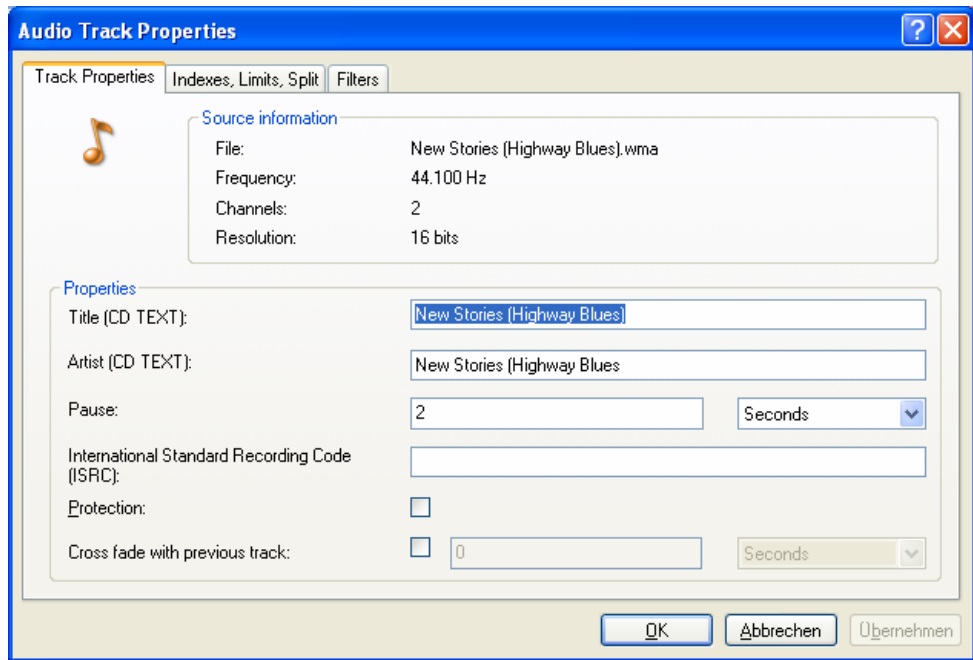 Audio Track Properties
Track Properties
Indexes, Limits, Split
Filters
Source information
File: New Stories (Highway Blues).wma
Frequency: 44.100 Hz
Channels: 2
Resolution: 16 bits
Properties
Title (CD TEXT): New Stories (Highway Blues)
Artist (CD TEXT): New Stories (Highway Blues
Pause: 2 Seconds
International Standard Recording Code
(ISRC):
Protection:
Cross fade with previous track: 0 Seconds
OK Abbrechen Übernehmen